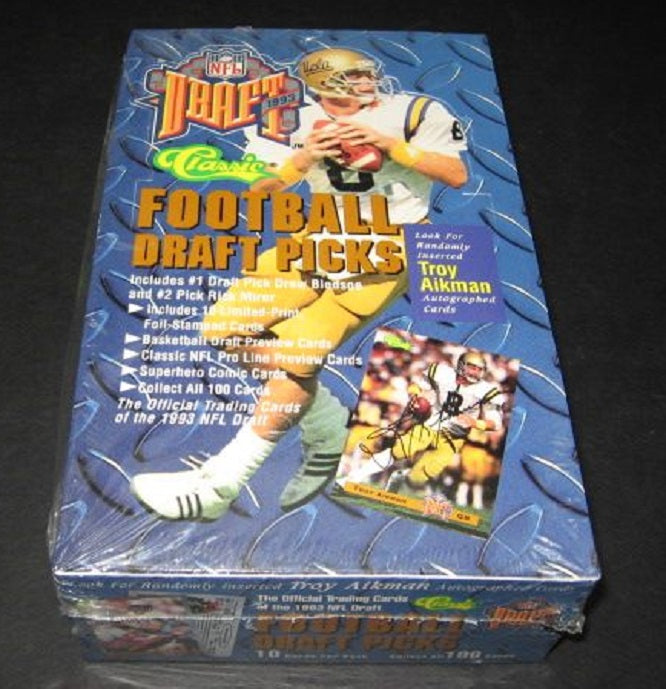 NFL
DRAFT
1993
Classic
Ucla
8
FOOTBALL
DRAFT PICKS
Includes #1 Draft Pick Drew Bledsoe
and #2 Pick Rick Mirer
Includes 10 Limited-Print
Foil-Stamped Cards
Basketball Draft Preview Cards
Classic NFL Pro Line Preview Cards
Superhero Comic Cards
Collect All 100 Cards
The Official Trading Cards
of the 1993 NFL Draft
Look For
Randomly
Inserted
Troy
Aikman
Autographed
Cards
8
Troy Aikman
QB
Look For Randomly Inserted Troy Aikman Autographed Cards
The Official Trading Cards
of the 1993 NFL Draft
Classic
DRAFT
FOOTBALL
DRAFT PICKS
10 Cards Per Pack Collect All 100 Cards